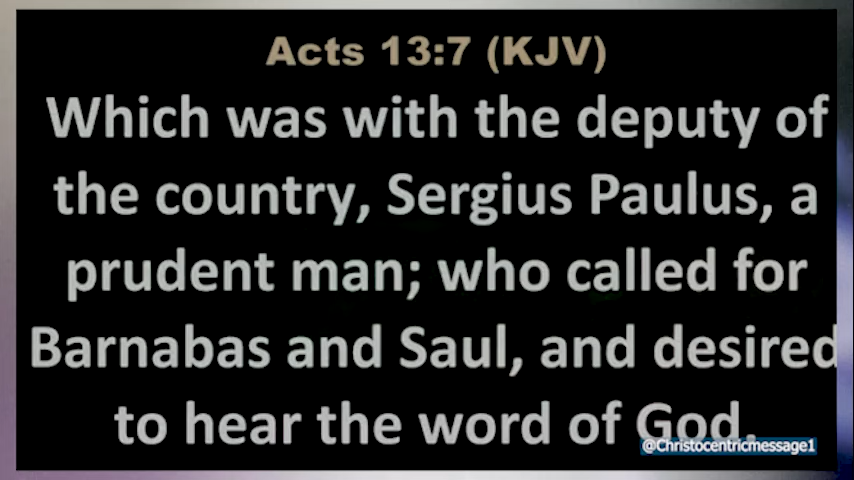 Acts 13:7 (KJV)
Which was with the deputy of
the country, Sergius Paulus, a
prudent man; who called for
Barnabas and Saul, and desired
to hear the word of God.
@Christocentricmessage1